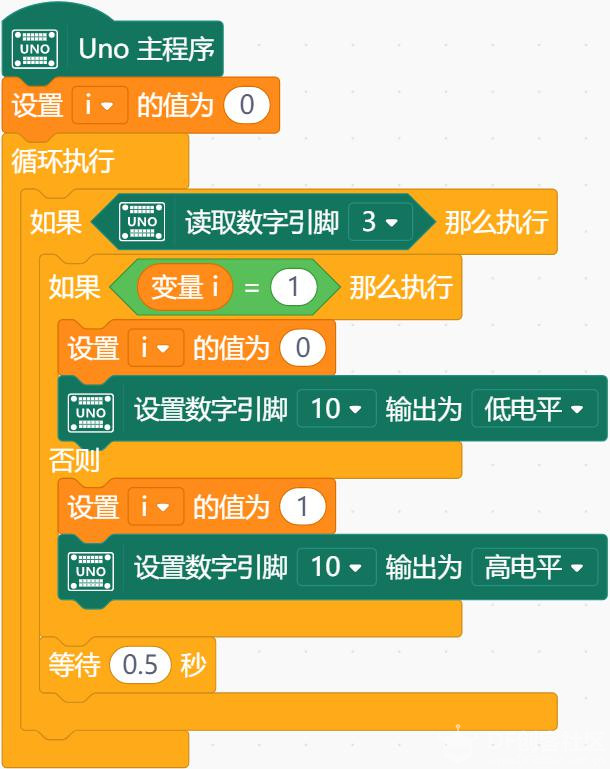 UNO Uno 主程序
设置 i 的值为 0
循环执行
如果 UNO 读取数字引脚 3 那么执行
如果 变量 i = 1 那么执行
设置 i 的值为 0
UNO 设置数字引脚 10 输出为 低电平
否则
设置 i 的值为 1
UNO 设置数字引脚 10 输出为 高电平
等待 0.5 秒